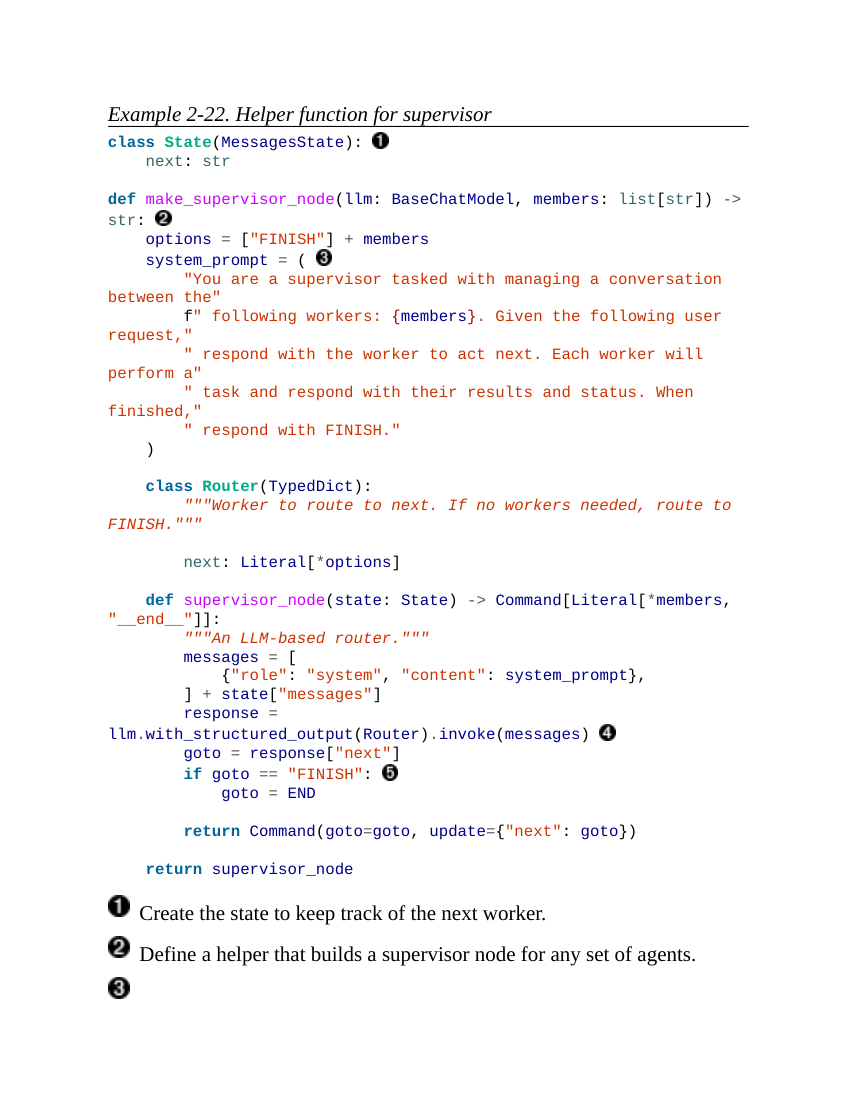 Example 2-22. Helper function for supervisor
class State(MessagesState): ❶
    next: str

def make_supervisor_node(llm: BaseChatModel, members: list[str]) ->
str: ❷
    options = ["FINISH"] + members
    system_prompt = ( ❸
        "You are a supervisor tasked with managing a conversation
between the"
        f" following workers: {members}. Given the following user
request,"
        " respond with the worker to act next. Each worker will
perform a"
        " task and respond with their results and status. When
finished,"
        " respond with FINISH."
    )

    class Router(TypedDict):
        """Worker to route to next. If no workers needed, route to
FINISH."""

        next: Literal[*options]

    def supervisor_node(state: State) -> Command[Literal[*members,
"__end__"]]:
        """An LLM-based router."""
        messages = [
            {"role": "system", "content": system_prompt},
        ] + state["messages"]
        response =
llm.with_structured_output(Router).invoke(messages) ❹
        goto = response["next"]
        if goto == "FINISH": ❺
            goto = END

        return Command(goto=goto, update={"next": goto})

    return supervisor_node

❶ Create the state to keep track of the next worker.
❷ Define a helper that builds a supervisor node for any set of agents.
❸